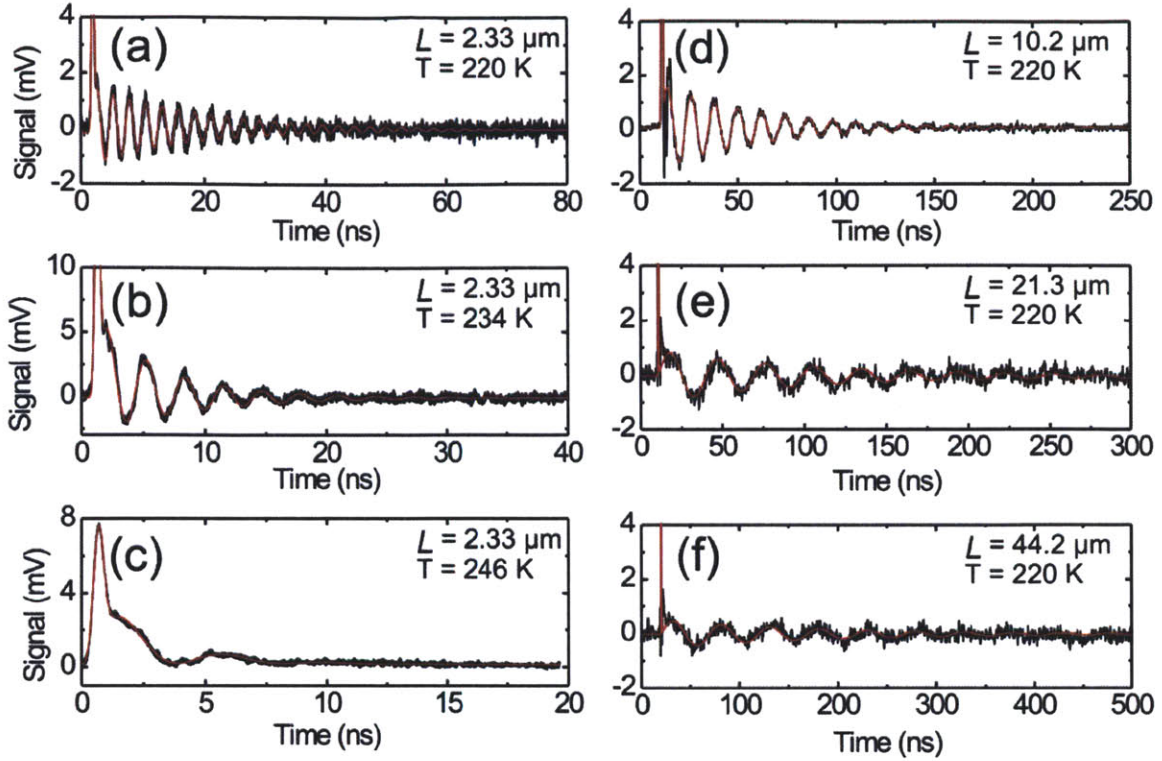 (a)
L = 2.33 µm
T = 220 K
Signal (mV)
4
2
0
-2
0 20 40 60 80
Time (ns)
(b)
L = 2.33 µm
T = 234 K
Signal (mV)
10
5
0
0 10 20 30 40
Time (ns)
(c)
L = 2.33 µm
T = 246 K
Signal (mV)
8
4
0
0 5 10 15 20
Time (ns)
(d)
L = 10.2 µm
T = 220 K
4
2
0
-2
0 50 100 150 200 250
Time (ns)
(e)
L = 21.3 µm
T = 220 K
4
2
0
-2
0 50 100 150 200 250 300
Time (ns)
(f)
L = 44.2 µm
T = 220 K
4
2
0
-2
0 100 200 300 400 500
Time (ns)